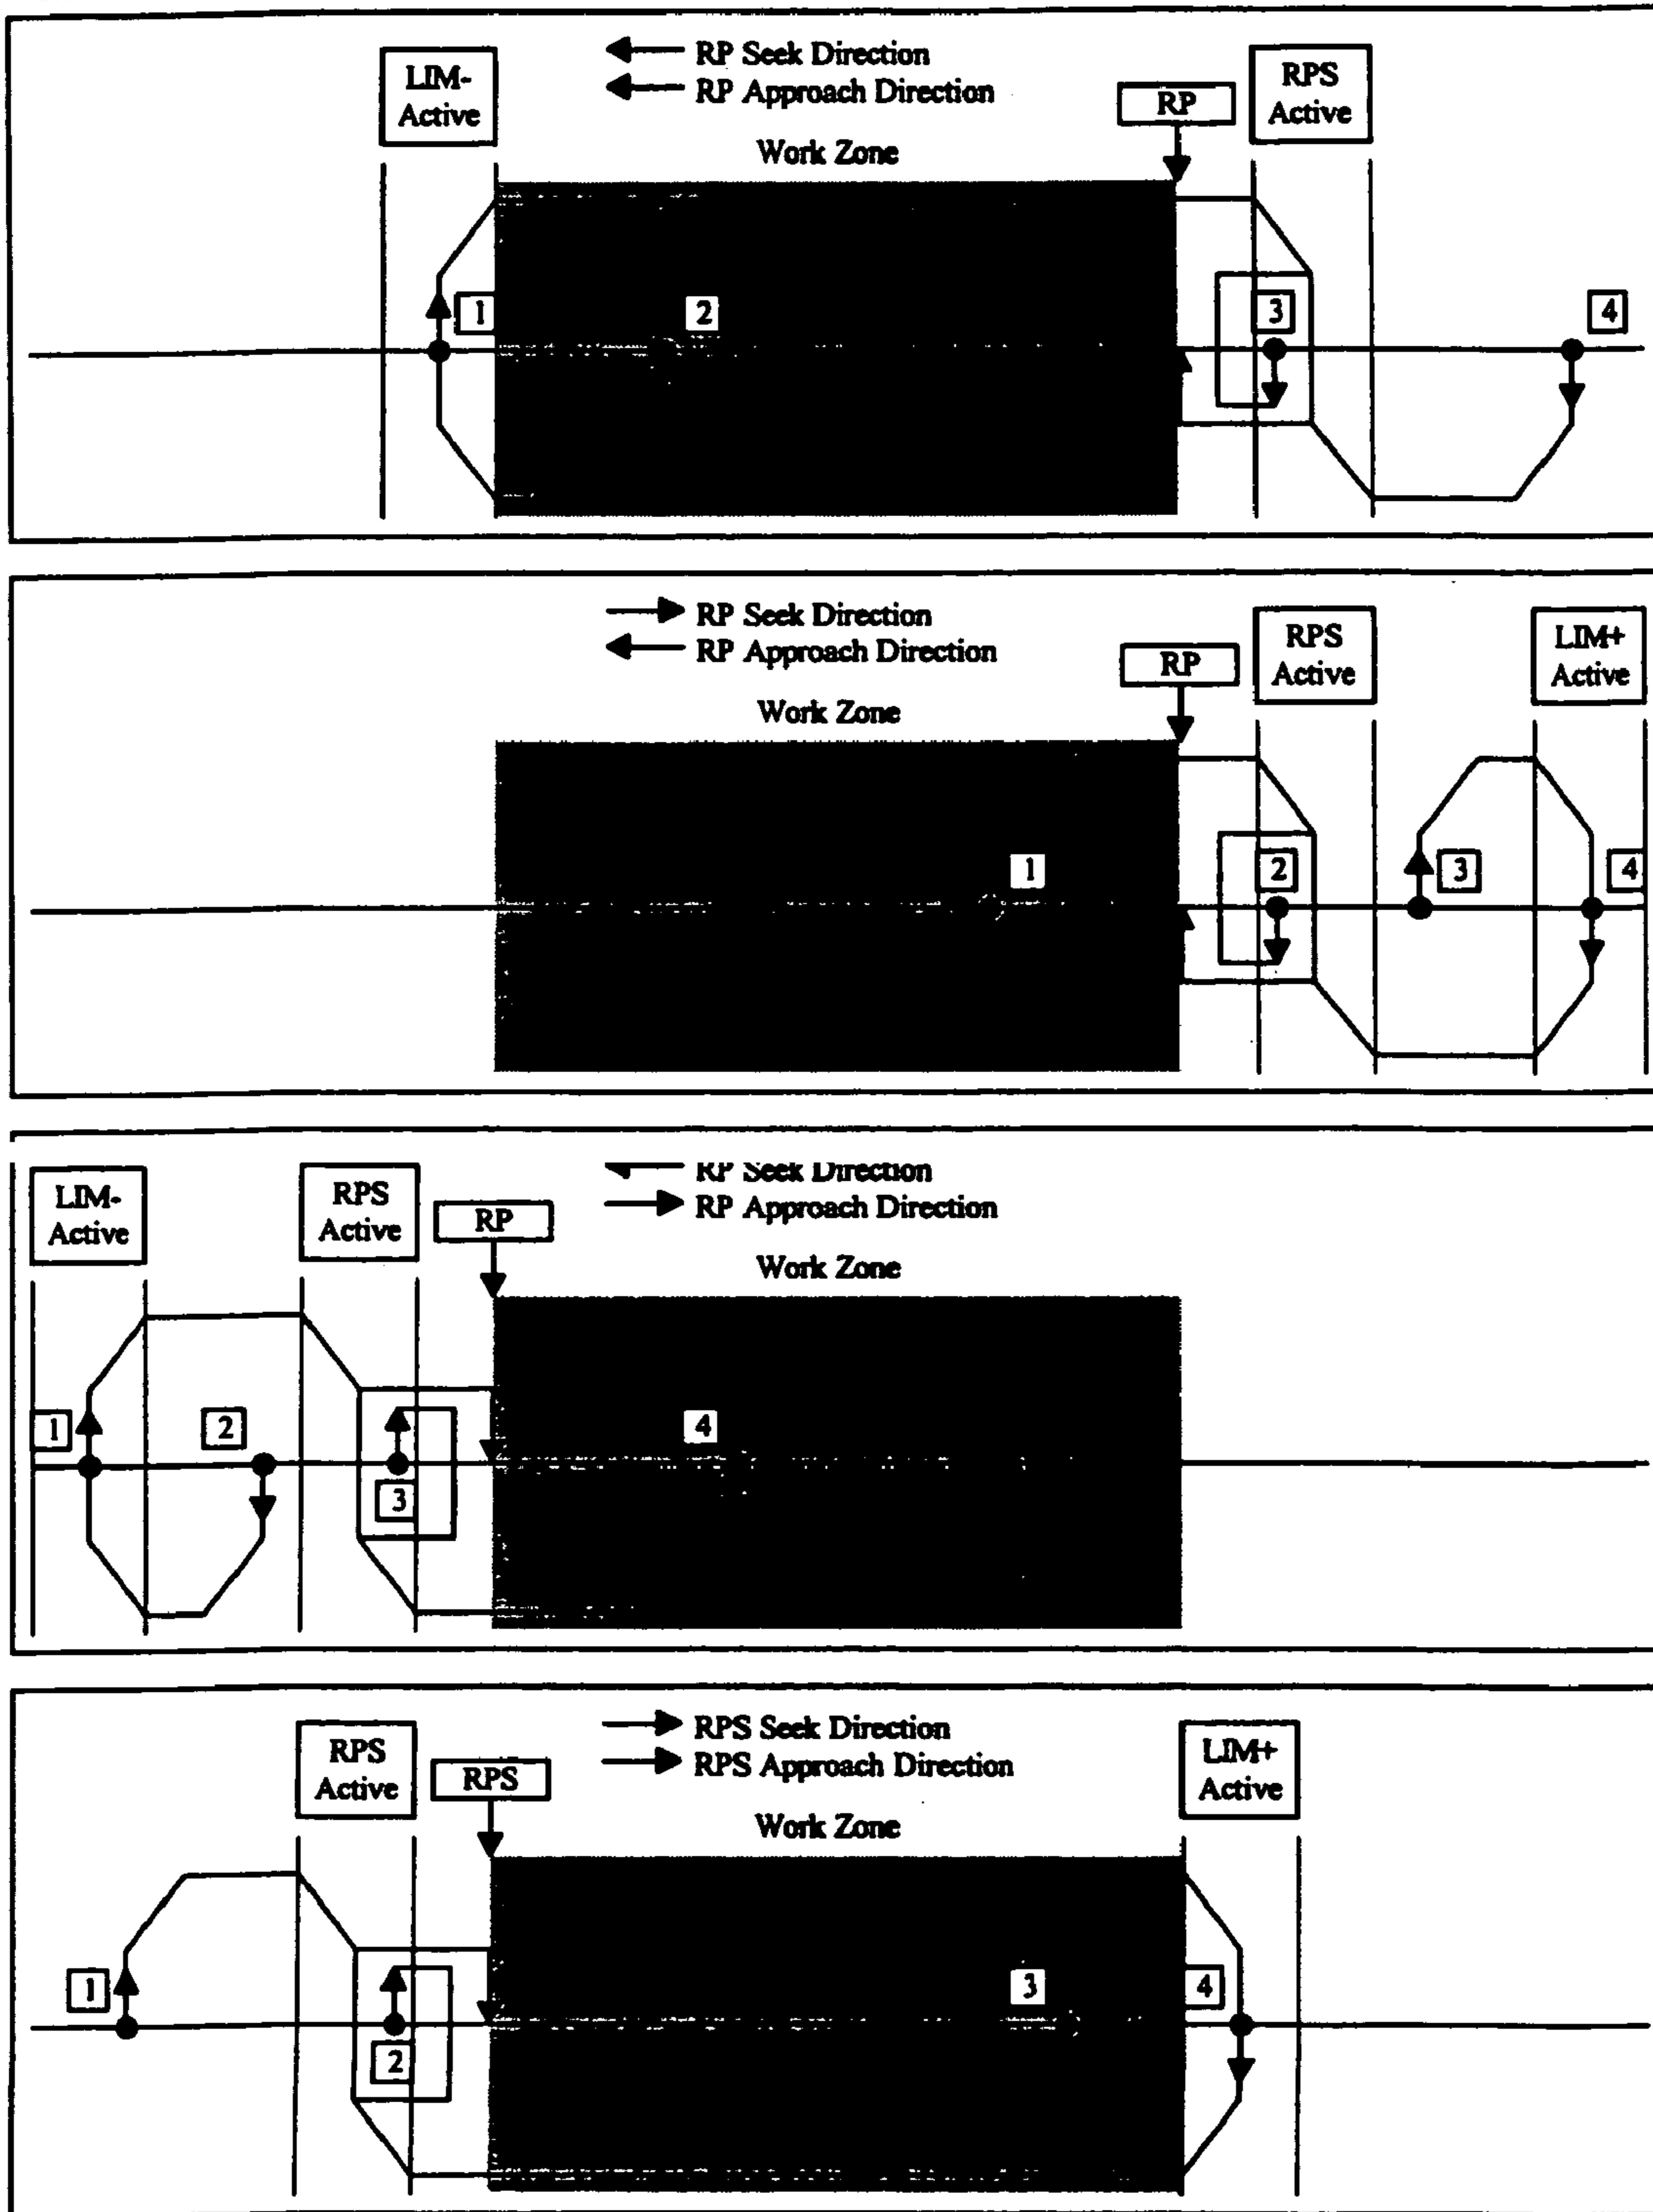 RP Seek Direction
RP Approach Direction
LIM-
Active
RP
RPS
Active
Work Zone
1
2
3
4
RP Seek Direction
RP Approach Direction
RP
RPS
Active
LIM+
Active
Work Zone
1
2
3
4
RP Seek Direction
RP Approach Direction
LIM-
Active
RPS
Active
RP
Work Zone
1
2
3
4
RPS Seek Direction
RPS Approach Direction
RPS
Active
RPS
LIM+
Active
Work Zone
1
2
3
4